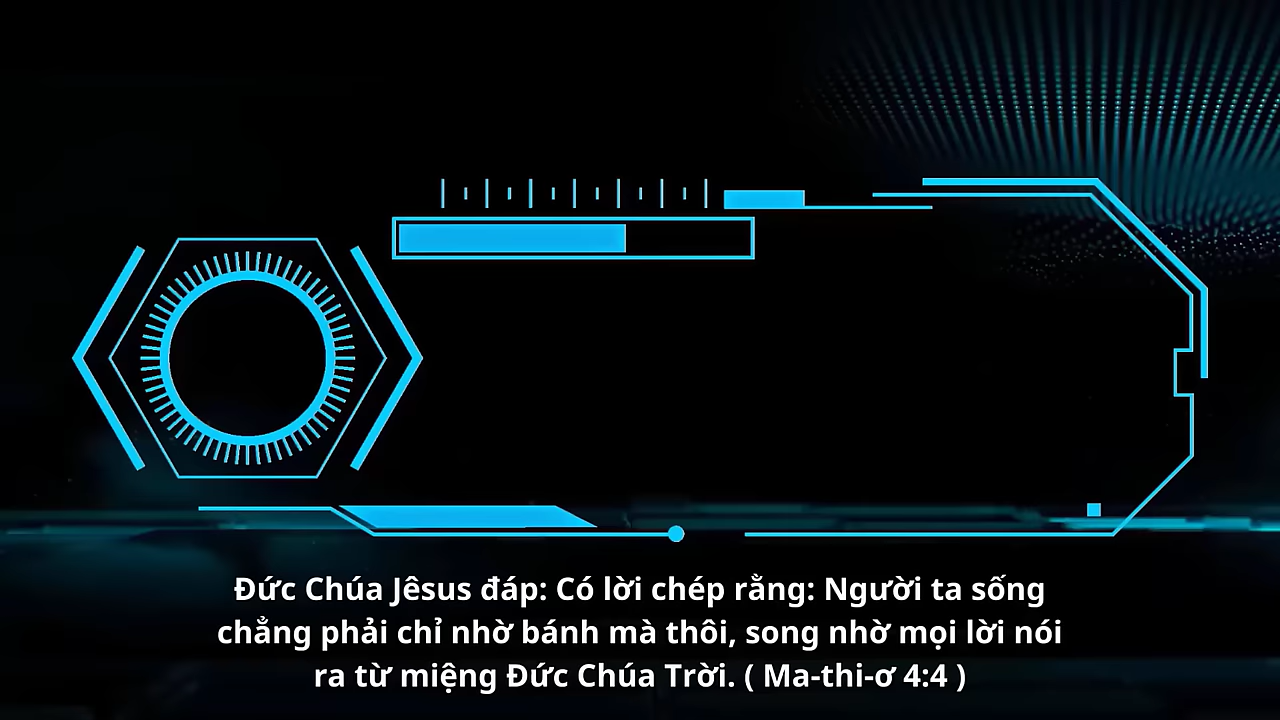 Đức Chúa Jêsus đáp: Có lời chép rằng: Người ta sống
chẳng phải chỉ nhờ bánh mà thôi, song nhờ mọi lời nói
ra từ miệng Đức Chúa Trời. ( Ma-thi-ơ 4:4 )